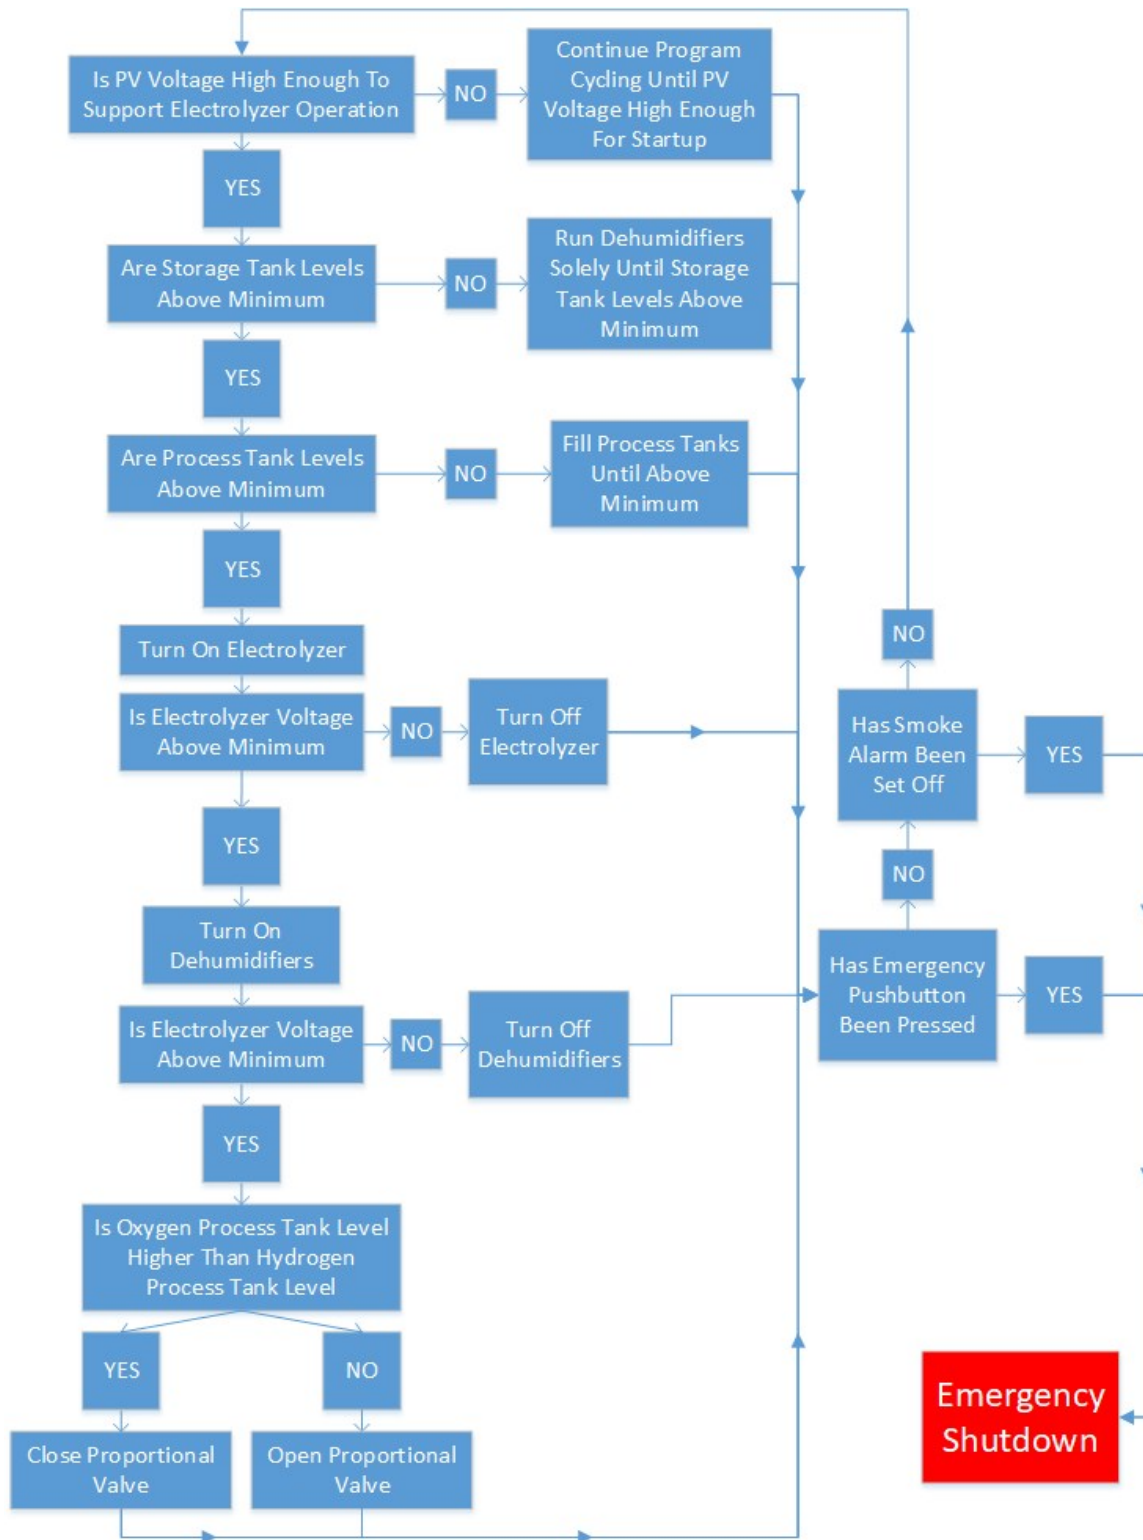 Is PV Voltage High Enough To
Support Electrolyzer Operation
NO
Continue Program
Cycling Until PV
Voltage High Enough
For Startup
YES
Are Storage Tank Levels
Above Minimum
NO
Run Dehumidifiers
Solely Until Storage
Tank Levels Above
Minimum
YES
Are Process Tank Levels
Above Minimum
NO
Fill Process Tanks
Until Above
Minimum
YES
Turn On Electrolyzer
Is Electrolyzer Voltage
Above Minimum
NO
Turn Off
Electrolyzer
YES
Turn On
Dehumidifiers
Is Electrolyzer Voltage
Above Minimum
NO
Turn Off
Dehumidifiers
YES
Is Oxygen Process Tank Level
Higher Than Hydrogen
Process Tank Level
YES
NO
Close Proportional
Valve
Open Proportional
Valve
Has Emergency
Pushbutton
Been Pressed
YES
NO
Has Smoke
Alarm Been
Set Off
YES
NO
Emergency
Shutdown